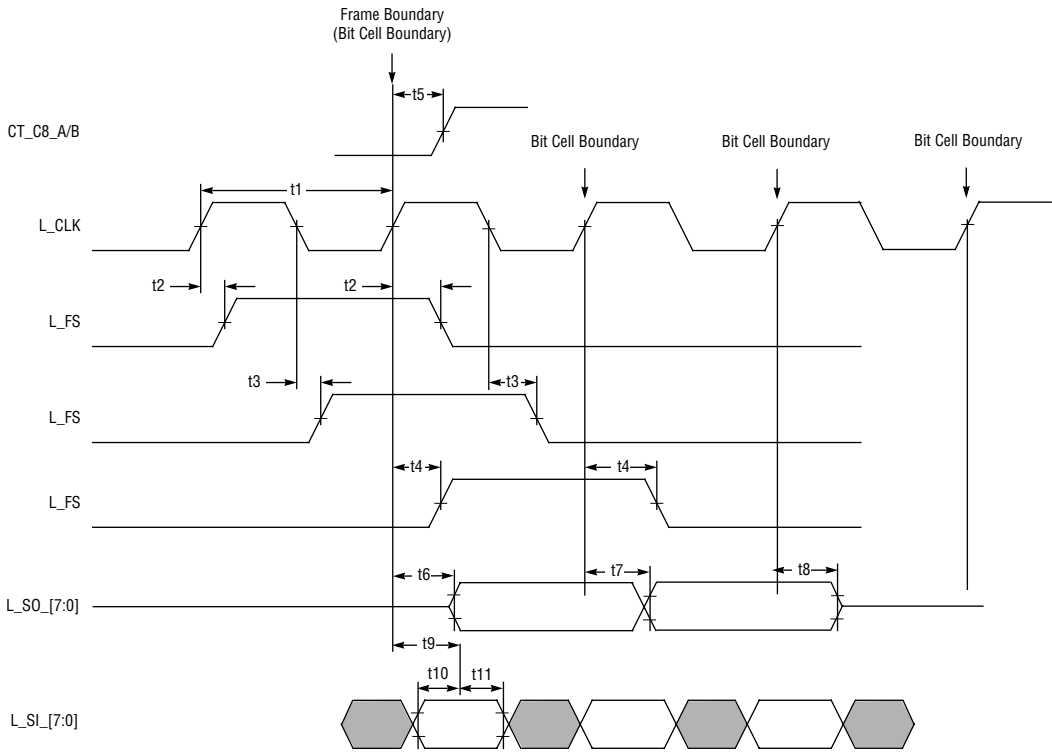 Frame Boundary
(Bit Cell Boundary)
t5
CT_C8_A/B
Bit Cell Boundary
Bit Cell Boundary
Bit Cell Boundary
t1
L_CLK
t2
t2
L_FS
t3
t3
L_FS
t4
t4
L_FS
t6
t7
t8
L_SO_[7:0]
t9
t10
t11
L_SI_[7:0]